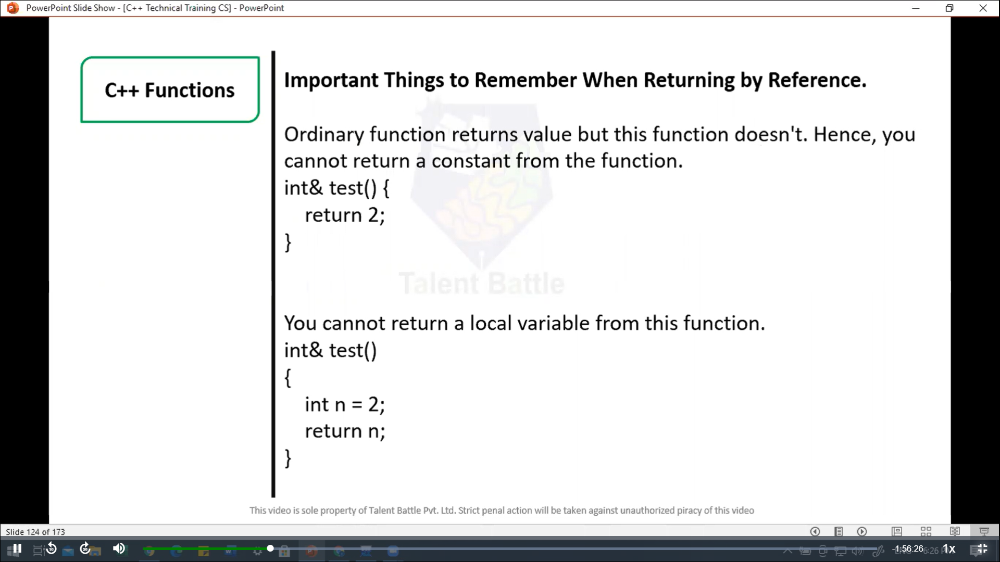 PowerPoint Slide Show - [C++ Technical Training CS] - PowerPoint
C++ Functions
Important Things to Remember When Returning by Reference.
Ordinary function returns value but this function doesn't. Hence, you
cannot return a constant from the function.
int& test() {
return 2;
}
Talent Battle
You cannot return a local variable from this function.
int& test()
{
int n = 2;
return n;
}
This video is sole property of Talent Battle Pvt. Ltd. Strict penal action will be taken against unauthorized piracy of this video
Slide 124 of 173
10
30
-1:56:26
1x